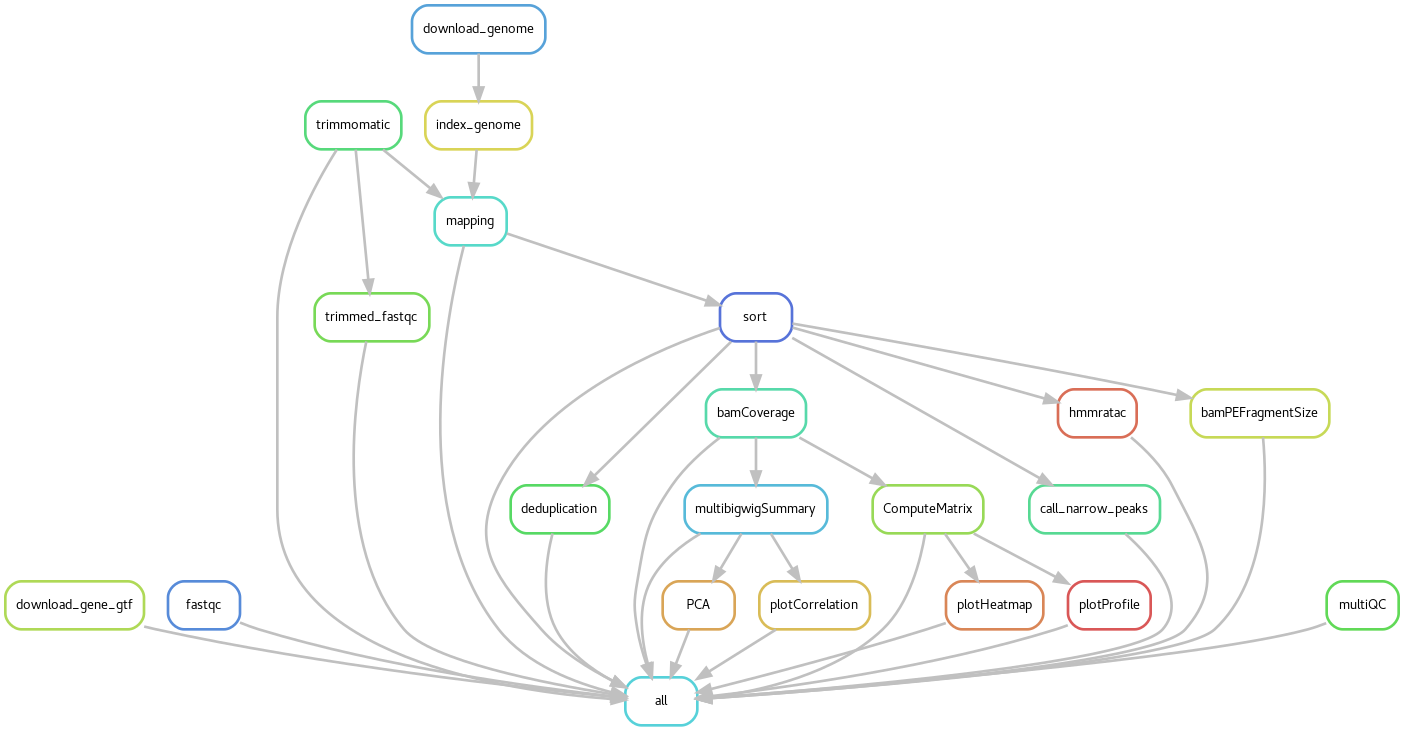 download_genome
trimmomatic
index_genome
mapping
trimmed_fastqc
sort
bamCoverage
hmmratac
bamPEFragmentSize
deduplication
multibigwigSummary
ComputeMatrix
call_narrow_peaks
download_gene_gtf
fastqc
PCA
plotCorrelation
plotHeatmap
plotProfile
multiQC
all